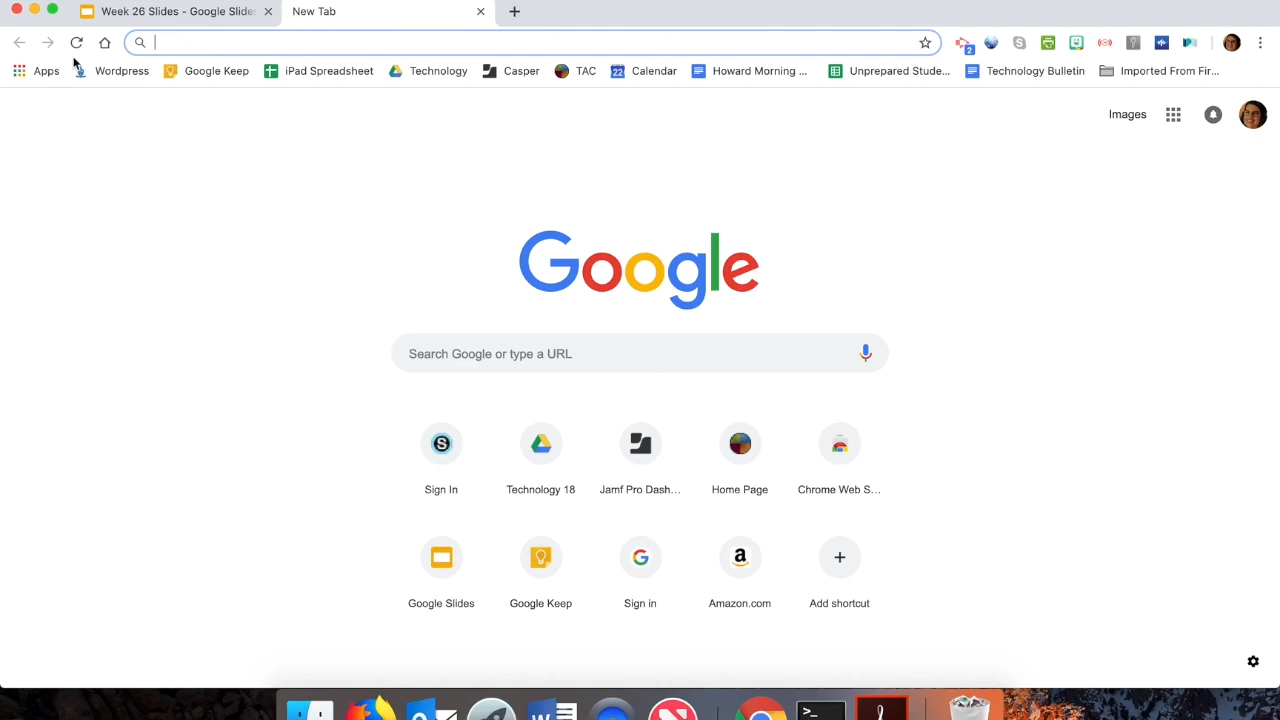 Week 26 Slides - Google Slide
New Tab
2
Apps
Wordpress
Google Keep
iPad Spreadsheet
Technology
Casper
TAC
22
Calendar
Howard Morning ...
Unprepared Stude...
Technology Bulletin
Imported From Fir...
Images
Google
Search Google or type a URL
S
Sign In
Technology 18
Jamf Pro Dash...
Home Page
Chrome Web S...
Google Slides
Google Keep
G
Sign in
a
Amazon.com
Add shortcut